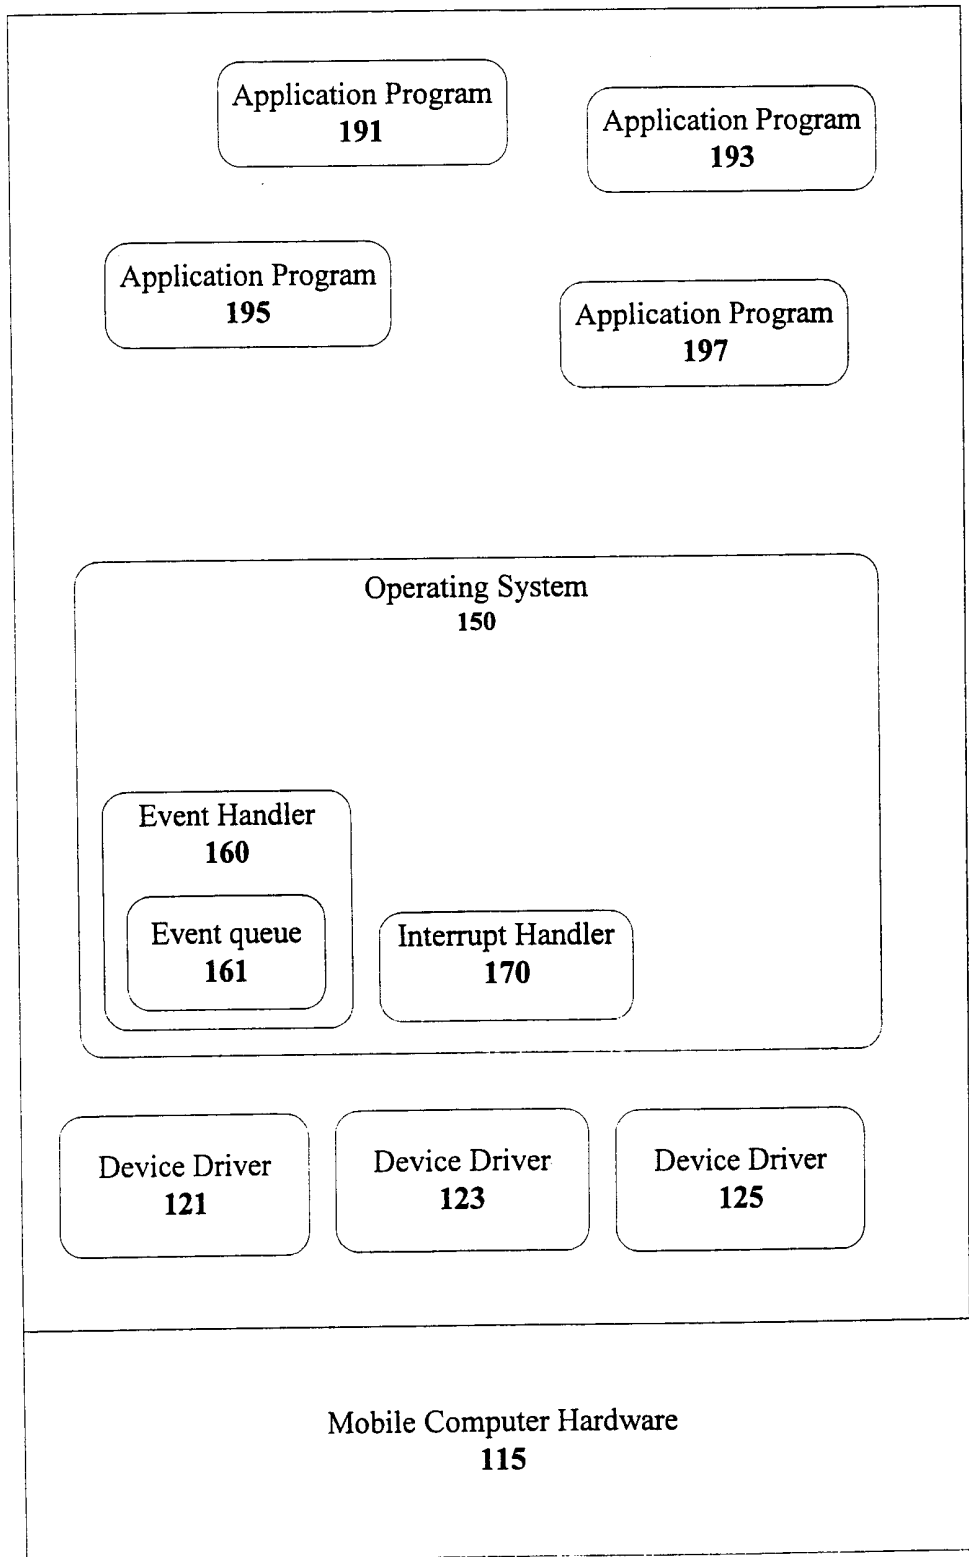 Application Program
191
Application Program
193
Application Program
195
Application Program
197
Operating System
150
Event Handler
160
Event queue
161
Interrupt Handler
170
Device Driver
121
Device Driver
123
Device Driver
125
Mobile Computer Hardware
115